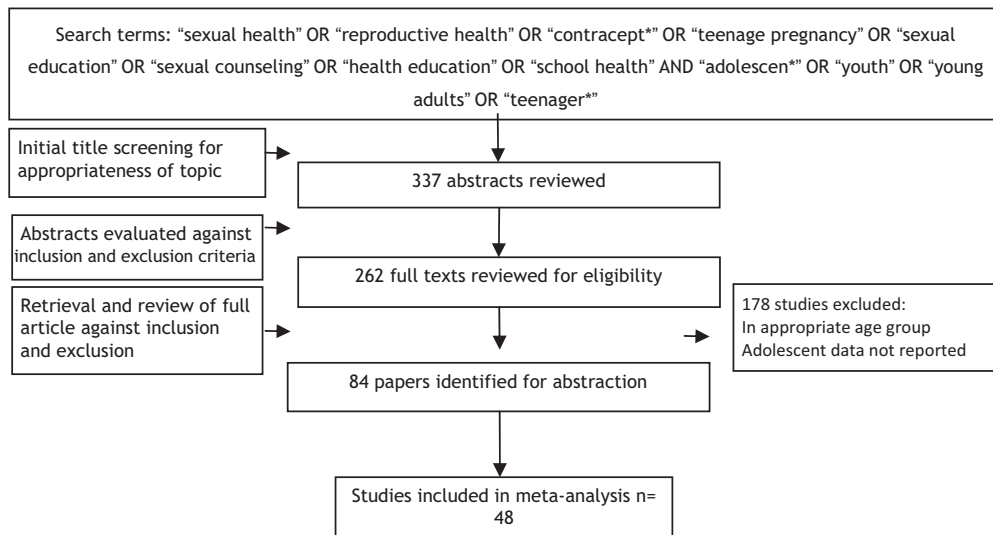 Search terms: “sexual health” OR “reproductive health” OR “contracept*” OR “teenage pregnancy” OR “sexual
education” OR “sexual counseling” OR “health education” OR “school health” AND “adolescen*” OR “youth” OR “young
adults” OR “teenager*”
Initial title screening for
appropriateness of topic
337 abstracts reviewed
Abstracts evaluated against
inclusion and exclusion criteria
262 full texts reviewed for eligibility
Retrieval and review of full
article against inclusion
and exclusion
178 studies excluded:
In appropriate age group
Adolescent data not reported
84 papers identified for abstraction
Studies included in meta-analysis n=
48